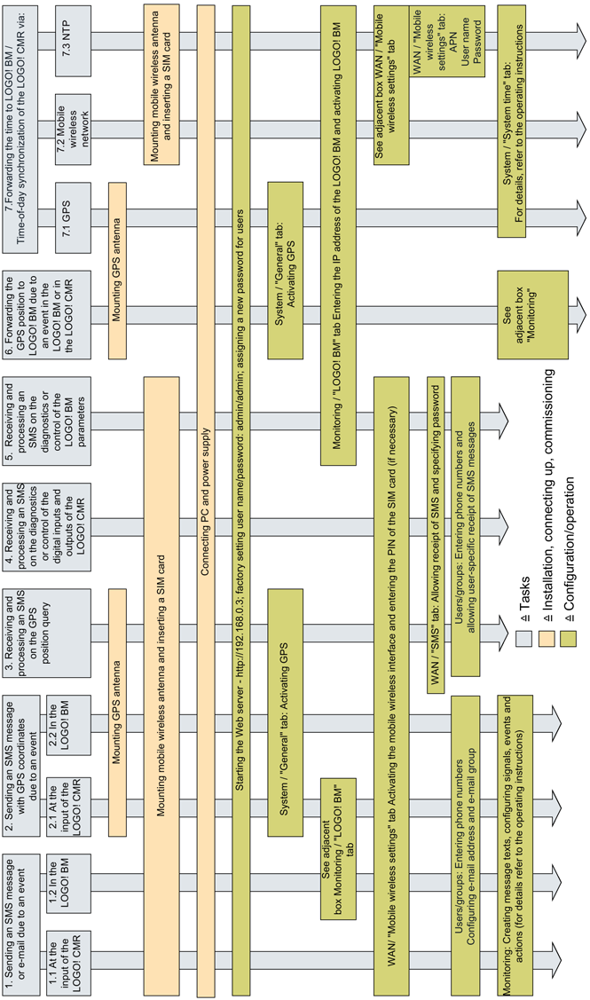 1. Sending an SMS message
or e-mail due to an event
1.1 At the
input of the
LOGO! CMR
1.2 In the
LOGO! BM
2. Sending an SMS message
with GPS coordinates
due to an event
2.1 At the
input of the
LOGO! CMR
2.2 In the
LOGO! BM
3. Receiving and
processing an SMS
on the GPS
position query
4. Receiving and
processing an SMS
on the diagnostics
or control of the
digital inputs and
outputs of the
LOGO! CMR
5. Receiving and
processing an
SMS on the
diagnostics or
control of the
LOGO! BM
parameters
6. Forwarding the
GPS position to
LOGO! BM due to
an event in the
LOGO! BM or in
the LOGO! CMR
7.Forwarding the time to LOGO! BM /
Time-of-day synchronization of the LOGO! CMR via:
7.1 GPS
7.2 Mobile
wireless
network
7.3 NTP
Mounting GPS antenna
Mounting GPS antenna
Mounting mobile wireless antenna and inserting a SIM card
Mounting mobile wireless antenna
and inserting a SIM card
Connecting PC and power supply
Starting the Web server - http://192.168.0.3; factory setting user name/password: admin/admin; assigning a new password for users
System / "General" tab: Activating GPS
System / "General" tab:
Activating GPS
See adjacent
box Monitoring / "LOGO! BM"
tab
Monitoring / "LOGO! BM" tab Entering the IP address of the LOGO! BM and activating LOGO! BM
WAN/ "Mobile wireless settings" tab Activating the mobile wireless interface and entering the PIN of the SIM card (if necessary)
See adjacent box WAN / "Mobile
wireless settings" tab
WAN / "Mobile
wireless
settings" tab:
APN
User name
Password
WAN / "SMS" tab: Allowing receipt of SMS and specifying password
Users/groups: Entering phone numbers
Configuring e-mail address and e-mail group
Users/groups: Entering phone numbers and
allowing user-specific receipt of SMS messages
Monitoring: Creating message texts, configuring signals, events and
actions (for details refer to the operating instructions)
See
adjacent box
"Monitoring"
System / "System time" tab:
For details, refer to the operating instructions
≙ Tasks
≙ Installation, connecting up, commissioning
≙ Configuration/operation